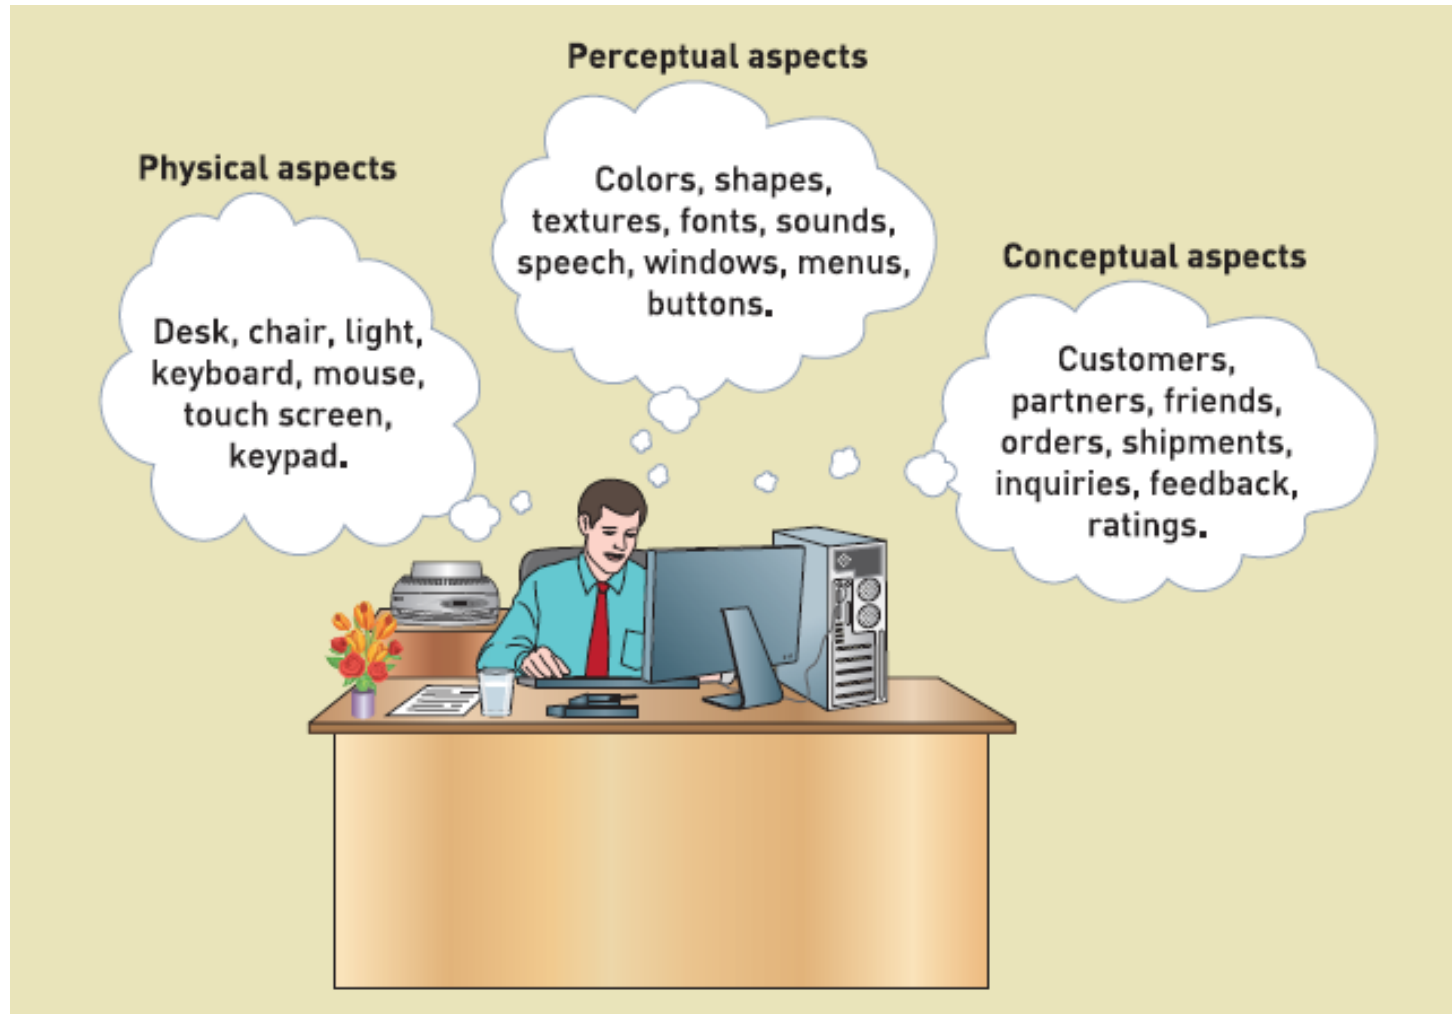 Perceptual aspects
Colors, shapes,
textures, fonts, sounds,
speech, windows, menus,
buttons.
Physical aspects
Desk, chair, light,
keyboard, mouse,
touch screen,
keypad.
Conceptual aspects
Customers,
partners, friends,
orders, shipments,
inquiries, feedback,
ratings.